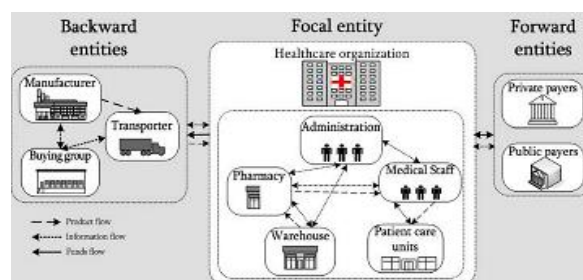 Backward
entities
Focal entity
Forward
entities
Healthcare organization
Manufacturer
Transporter
Buying group
Administration
Pharmacy
Medical Staff
Warehouse
Patient care
units
Private payers
Public payers
Product flow
Information flow
Funds flow